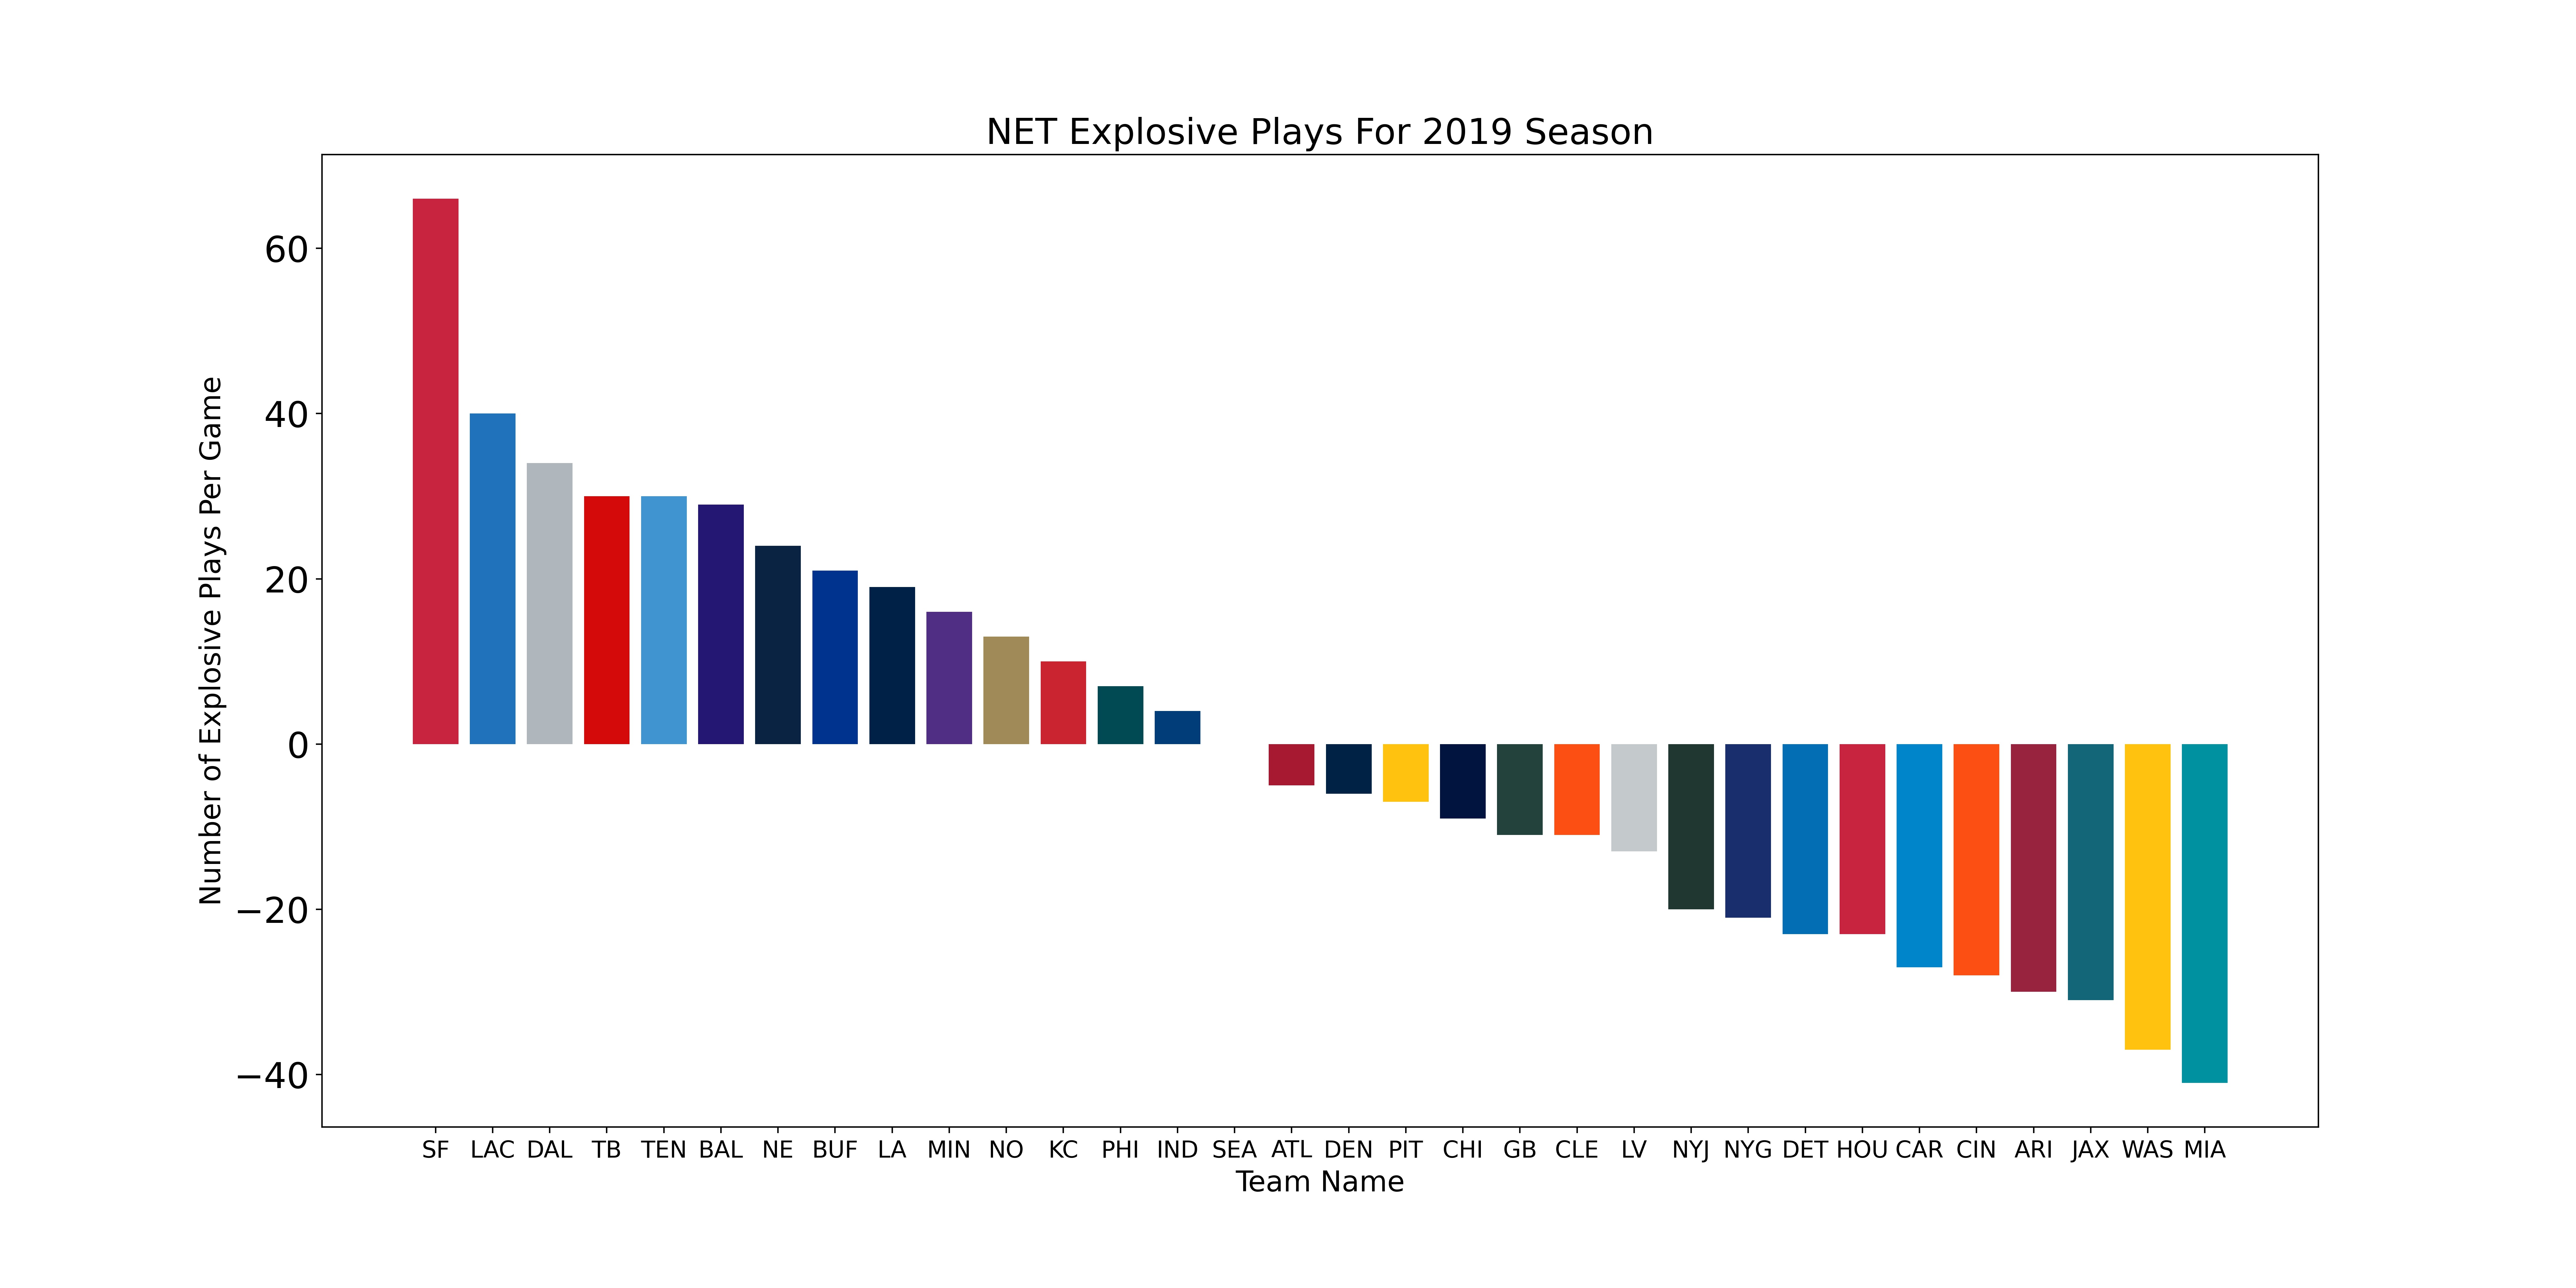 NET Explosive Plays For 2019 Season
Number of Explosive Plays Per Game
60
40
20
0
−20
−40
SF LAC DAL TB TEN BAL NE BUF LA MIN NO KC PHI IND SEA ATL DEN PIT CHI GB CLE LV NYJ NYG DET HOU CAR CIN ARI JAX WAS MIA
Team Name